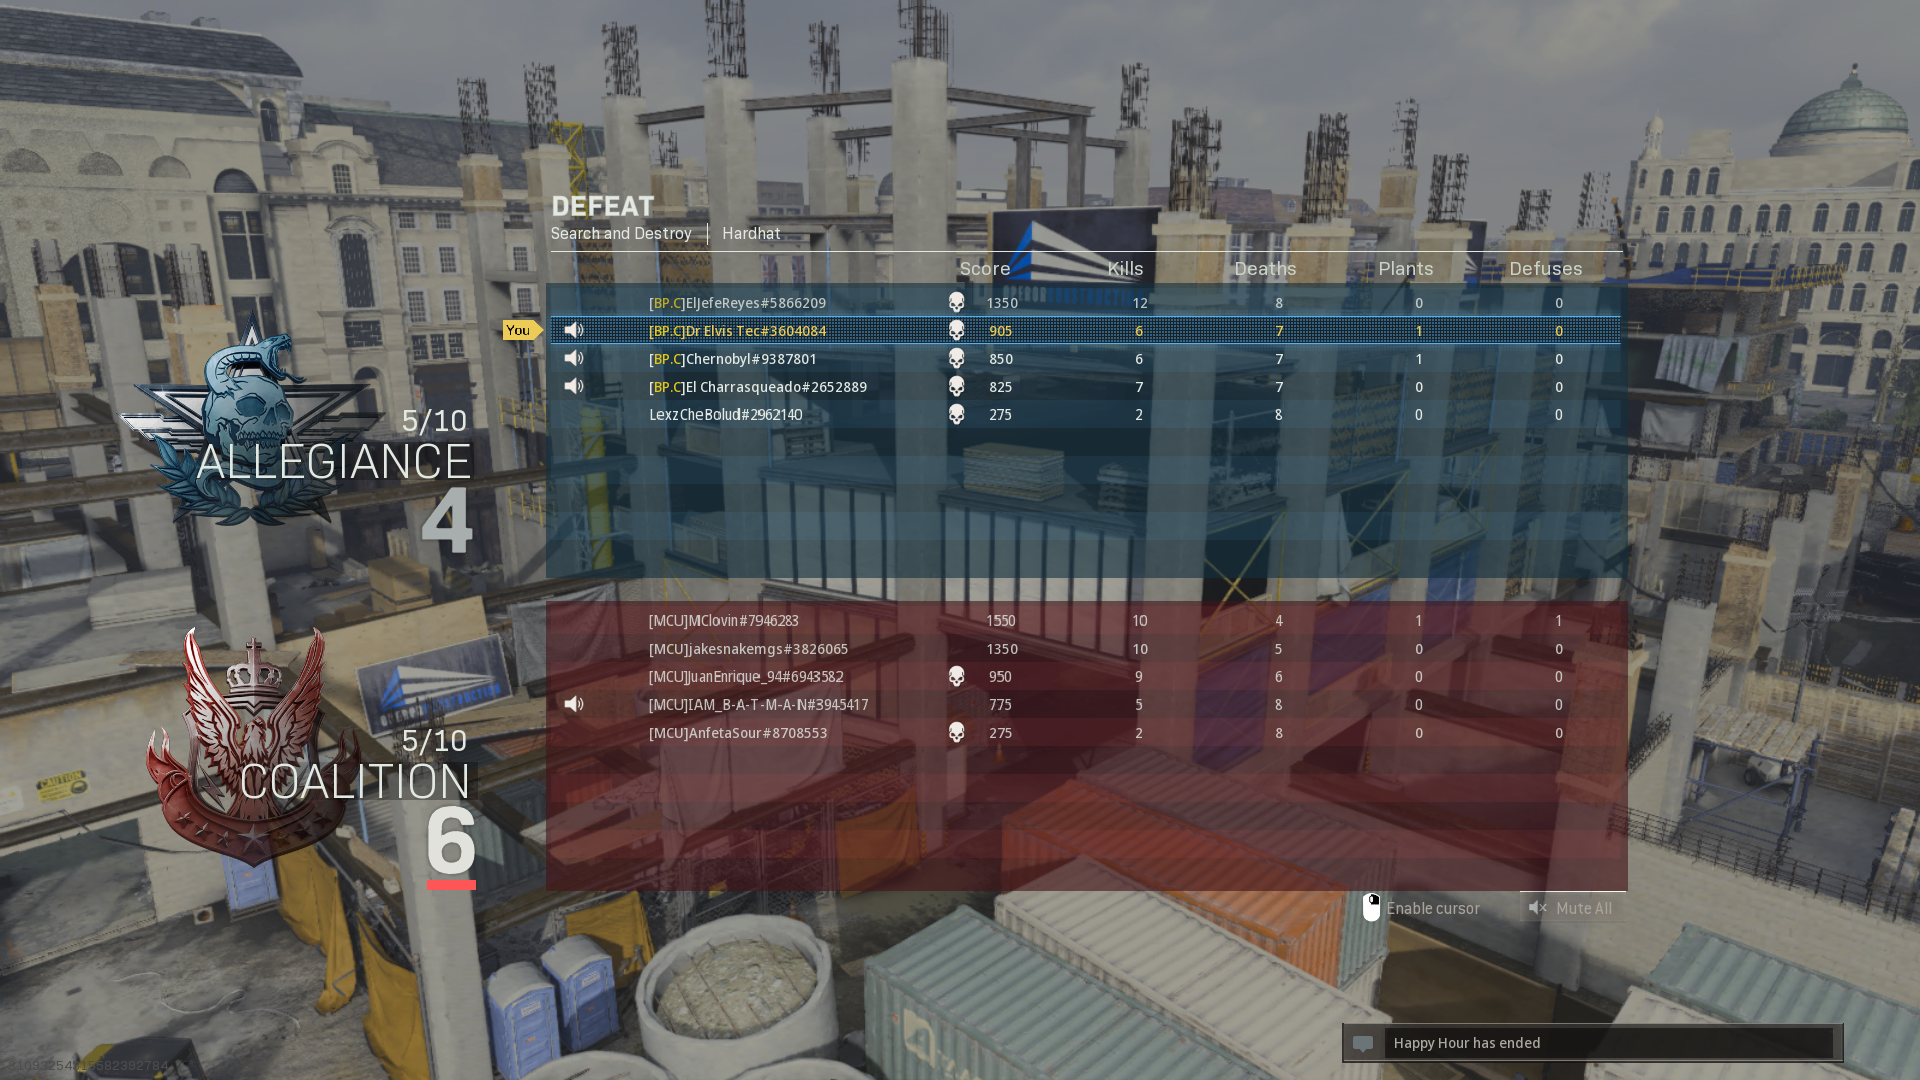 DEFEAT
Search and Destroy | Hardhat
Score Kills Deaths Plants Defuses
[BP.C]ElJefeReyes#5866209 1350 12 8 0 0
You [BP.C]Dr Elvis Tec#3604084 905 6 7 1 0
[BP.C]Chernobyl#9387801 850 6 7 1 0
[BP.C]El Charrasqueado#2652889 825 7 7 0 0
LexzCheBolud#2962140 275 2 8 0 0
5/10
ALLEGIANCE
4
[MCU]MClovin#7946283 1550 10 4 1 1
[MCU]jakesnakemgs#3826065 1350 10 5 0 0
[MCU]JuanEnrique_94#6943582 950 9 6 0 0
[MCU]IAM_B-A-T-M-A-N#3945417 775 5 8 0 0
[MCU]AnfetaSour#8708553 275 2 8 0 0
5/10
COALITION
6
CAUTION
Enable cursor Mute All
Happy Hour has ended